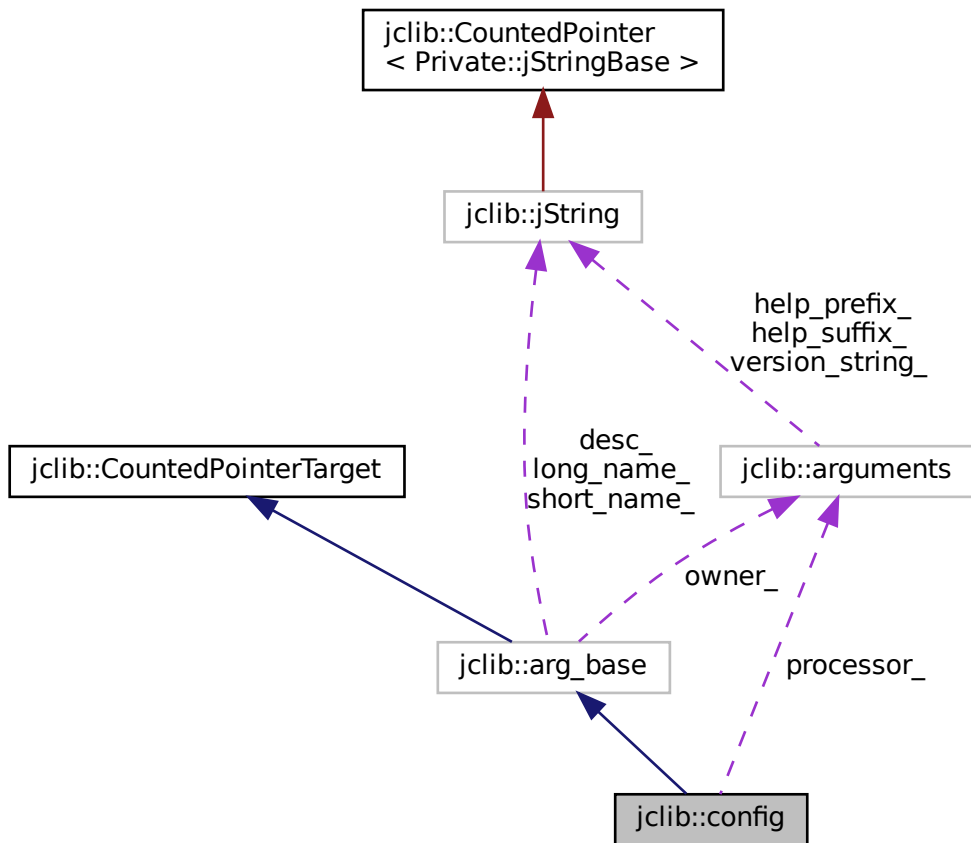 jclib::CountedPointer
< Private::jStringBase >
jclib::jString
help_prefix_
help_suffix_
version_string_
desc_
long_name_
short_name_
jclib::CountedPointerTarget
jclib::arguments
owner_
jclib::arg_base
processor_
jclib::config